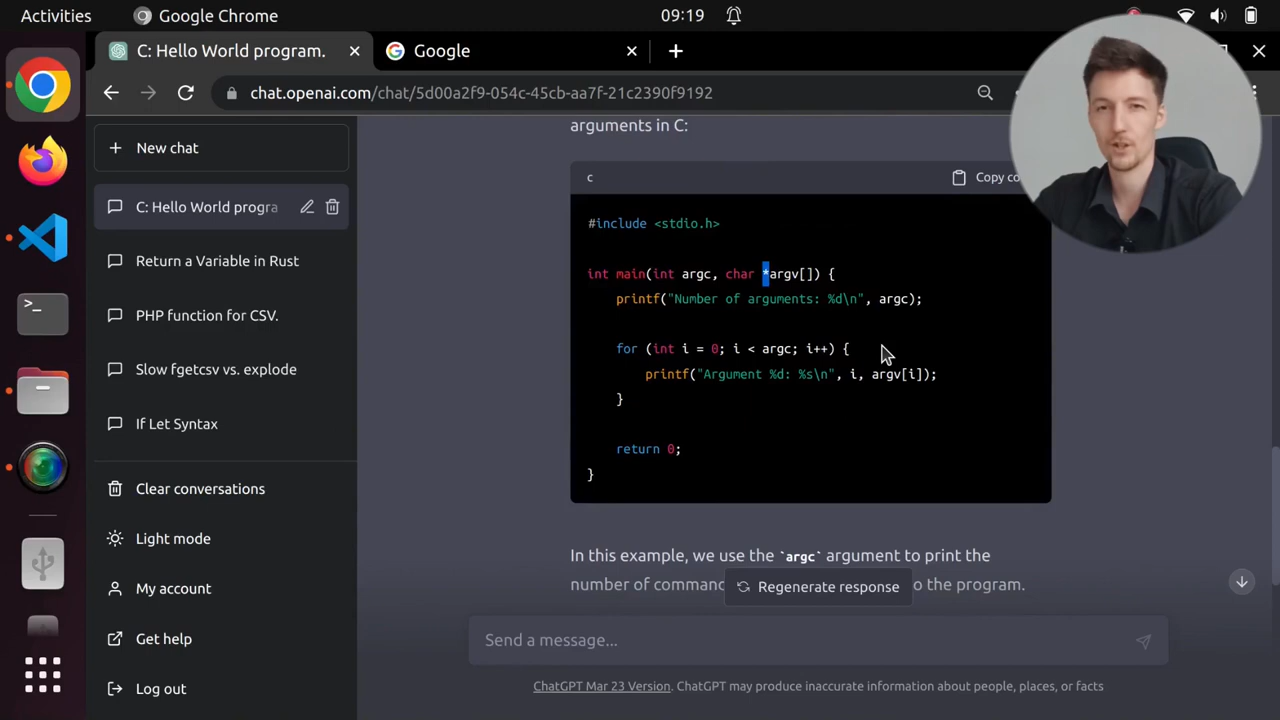 Activities
Google Chrome
09:19
C: Hello World program.
Google
chat.openai.com/chat/5d00a2f9-054c-45cb-aa7f-21c2390f9192
New chat
C: Hello World progra
Return a Variable in Rust
PHP function for CSV.
Slow fgetcsv vs. explode
If Let Syntax
Clear conversations
Light mode
My account
Get help
Log out
arguments in C:
c
Copy co
#include <stdio.h>
int main(int argc, char *argv[]) {
printf("Number of arguments: %d\n", argc);
for (int i = 0; i < argc; i++) {
printf("Argument %d: %s\n", i, argv[i]);
}
return 0;
}
In this example, we use the `argc` argument to print the
number of comman
o the program.
Regenerate response
Send a message...
ChatGPT Mar 23 Version. ChatGPT may produce inaccurate information about people, places, or facts